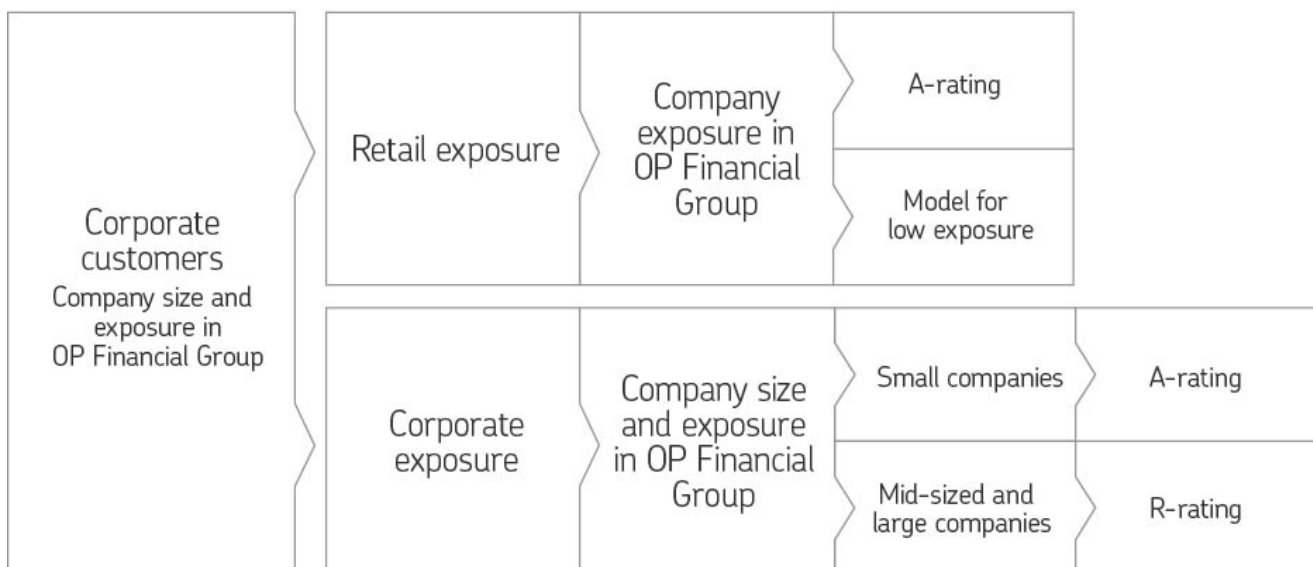 Corporate
customers
Company size and
exposure in
OP Financial Group
Retail exposure
Company
exposure in
OP Financial
Group
A-rating
Model for
low exposure
Corporate
exposure
Company size
and exposure
in OP Financial
Group
Small companies
A-rating
Mid-sized and
large companies
R-rating